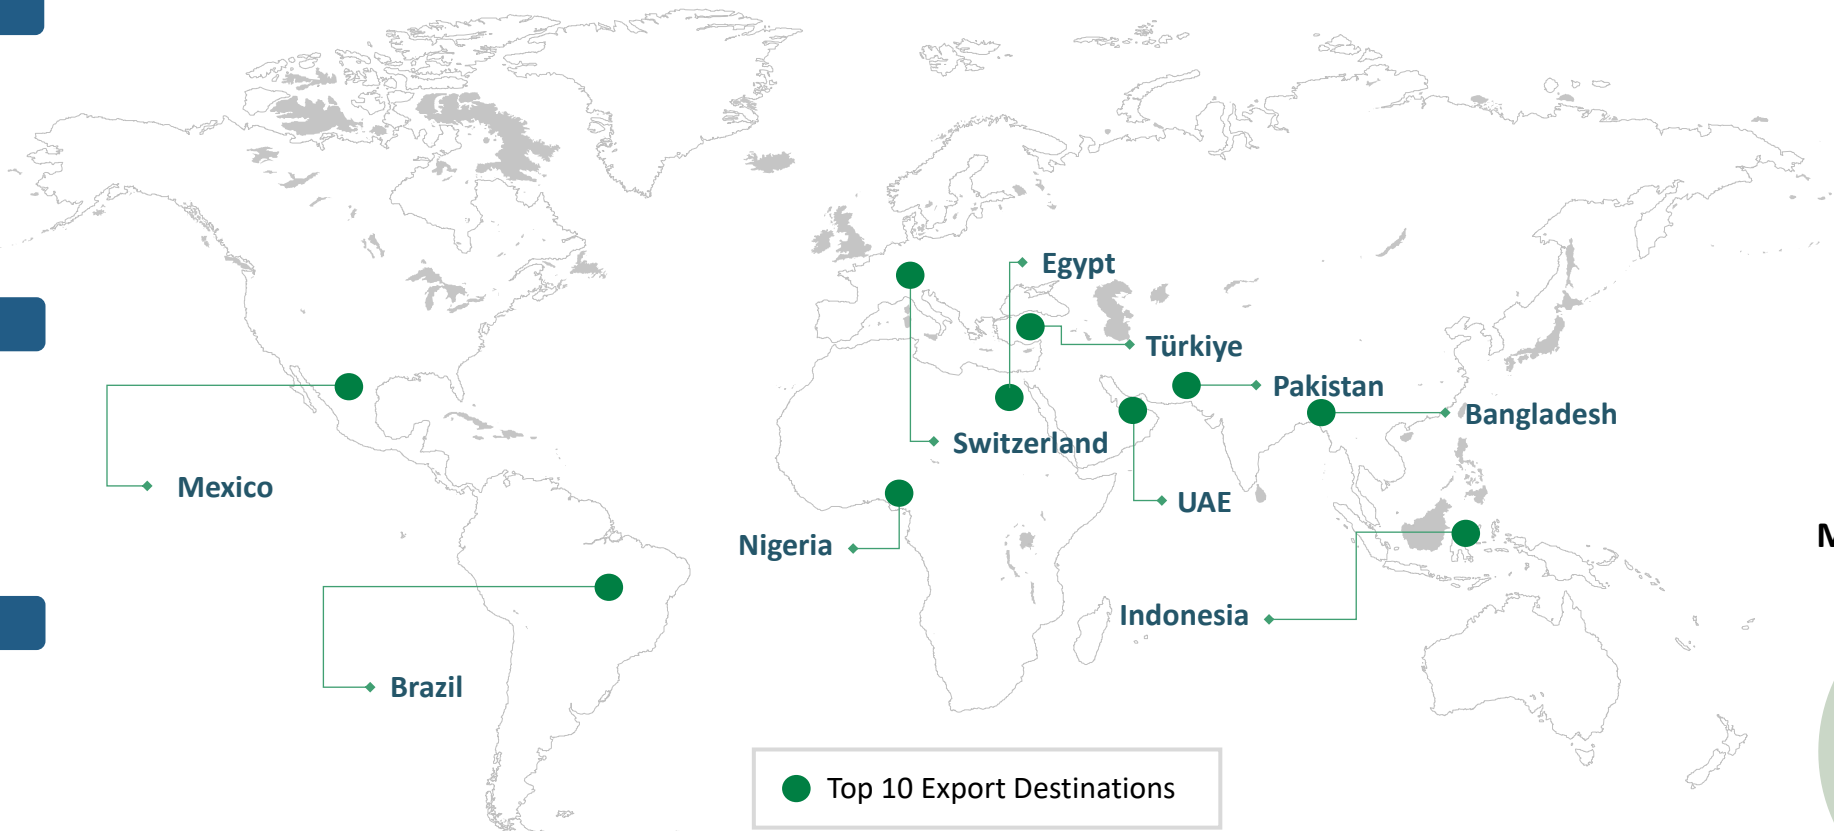 Egypt
Türkiye
Pakistan
Bangladesh
Switzerland
Mexico
UAE
Nigeria
Indonesia
Brazil
Top 10 Export Destinations